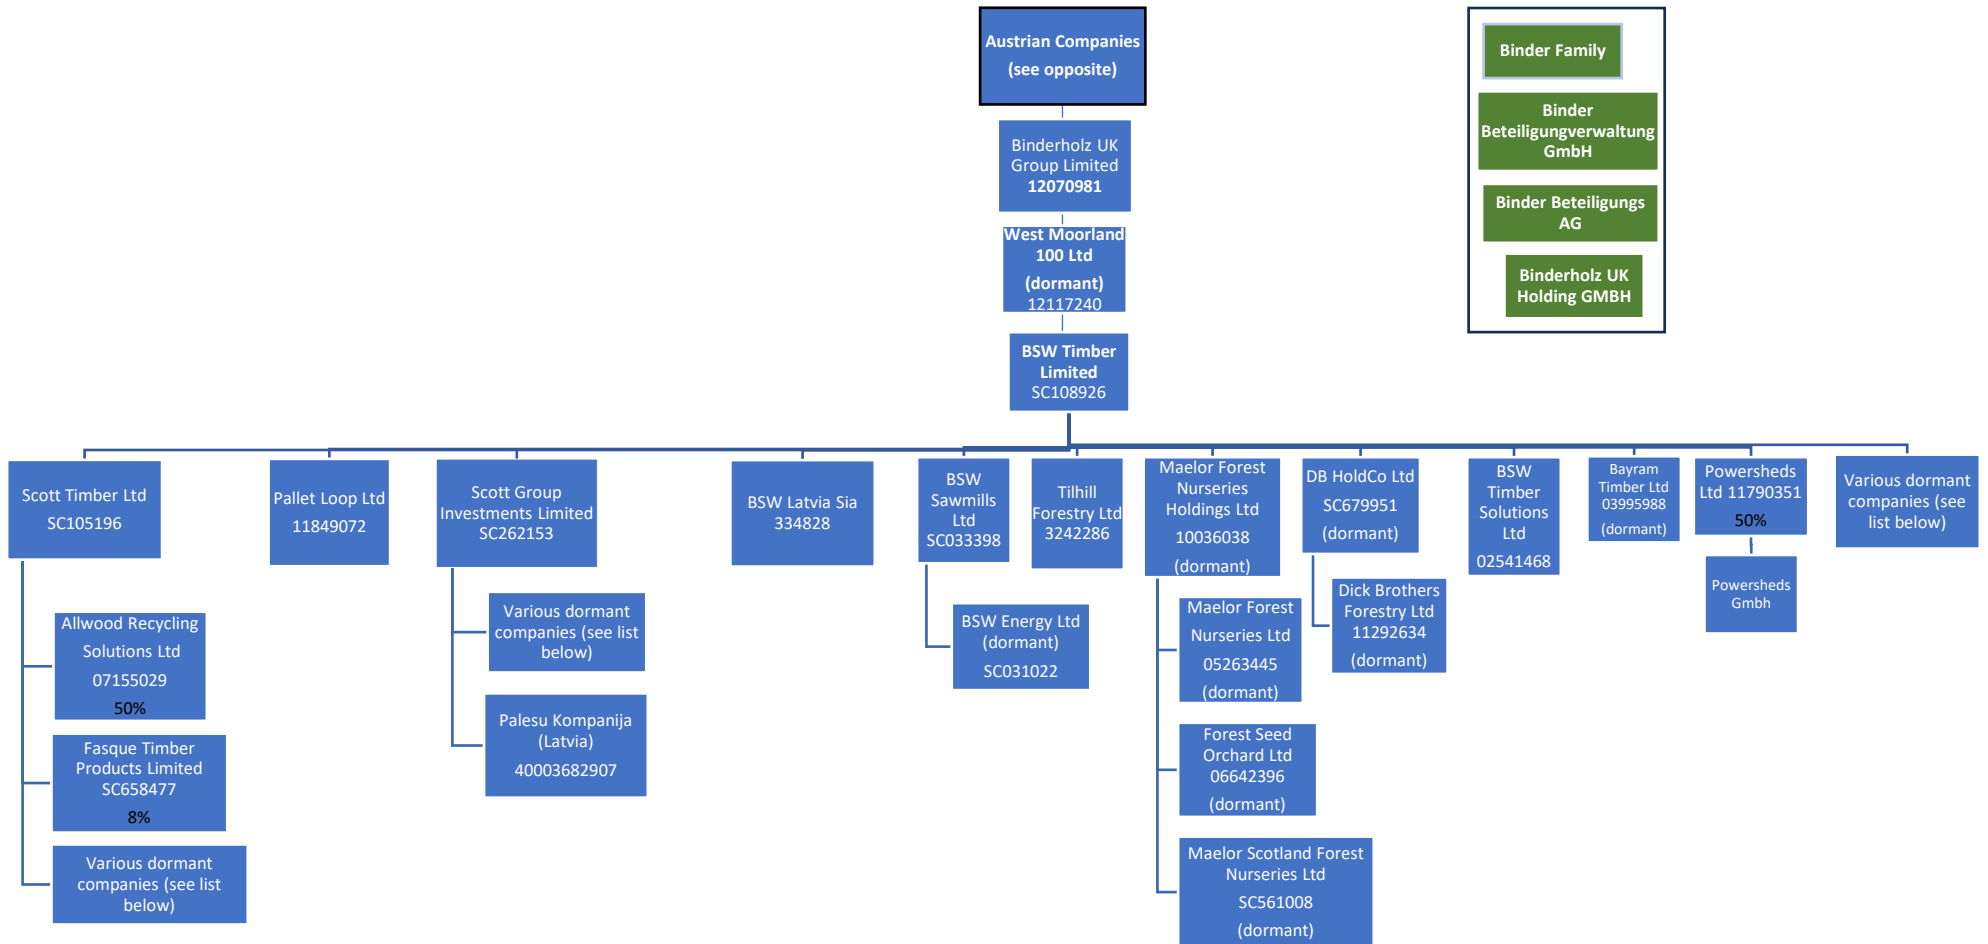 Austrian Companies
(see opposite)
Binder Family
Binder
Beteiligungverwaltung
GmbH
Binder Beteiligungs
AG
Binderholz UK
Holding GMBH
Binderholz UK
Group Limited
12070981
West Moorland
100 Ltd
(dormant)
12117240
BSW Timber
Limited
SC108926
Scott Timber Ltd
SC105196
Pallet Loop Ltd
11849072
Scott Group
Investments Limited
SC262153
BSW Latvia Sia
334828
BSW
Sawmills
Ltd
SC033398
Tilhill
Forestry Ltd
3242286
Maelor Forest
Nurseries
Holdings Ltd
10036038
(dormant)
DB HoldCo Ltd
SC679951
(dormant)
BSW
Timber
Solutions
Ltd
02541468
Bayram
Timber Ltd
03995988
(dormant)
Powersheds
Ltd 11790351
50%
Various dormant
companies (see
list below)
Allwood Recycling
Solutions Ltd
07155029
50%
Fasque Timber
Products Limited
SC658477
8%
Various dormant
companies (see list
below)
Various dormant
companies (see list
below)
Palesu Kompanija
(Latvia)
40003682907
BSW Energy Ltd
(dormant)
SC031022
Maelor Forest
Nurseries Ltd
05263445
(dormant)
Forest Seed
Orchard Ltd
06642396
(dormant)
Maelor Scotland Forest
Nurseries Ltd
SC561008
(dormant)
Dick Brothers
Forestry Ltd
11292634
(dormant)
Powersheds
Gmbh